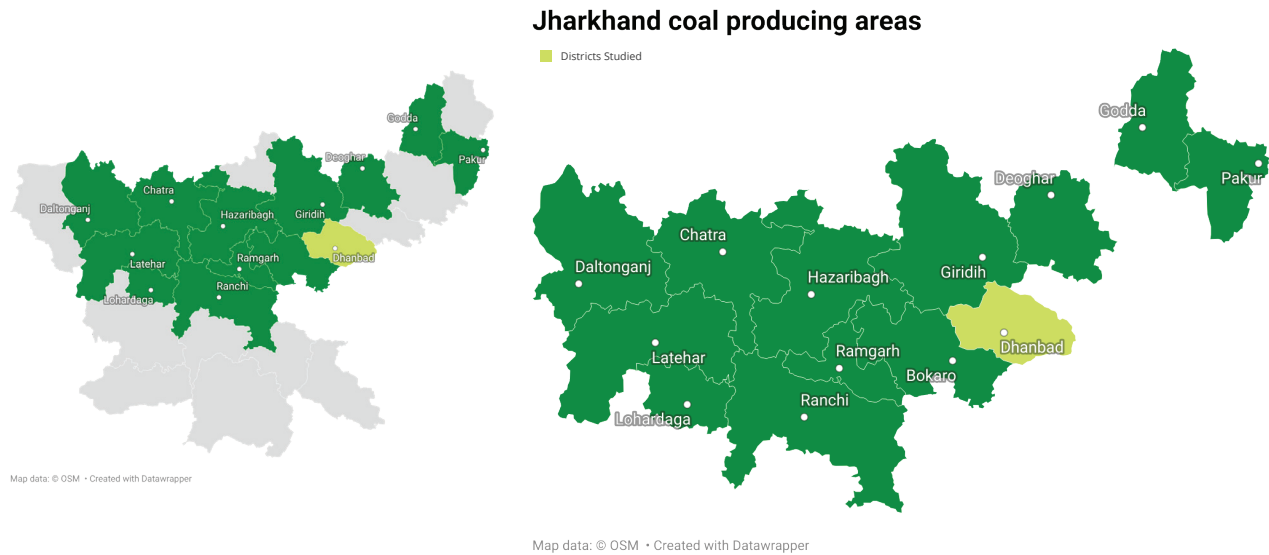 Jharkhand coal producing areas
Districts Studied
Godda
Pakur
Deoghar
Chatra
Daltonganj
Hazaribagh
Giridih
Latehar
Ramgarh
Dhanbad
Lohardaga
Ranchi
Map data: © OSM • Created with Datawrapper
Godda
Pakur
Deoghar
Chatra
Daltonganj
Hazaribagh
Giridih
Dhanbad
Latehar
Ramgarh
Bokaro
Ranchi
Lohardaga
Map data: © OSM • Created with Datawrapper